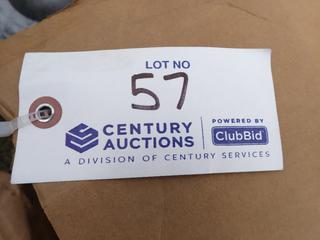 LOT NO
57
CENTURY AUCTIONS
POWERED BY
ClubBid
A DIVISION OF CENTURY SERVICES